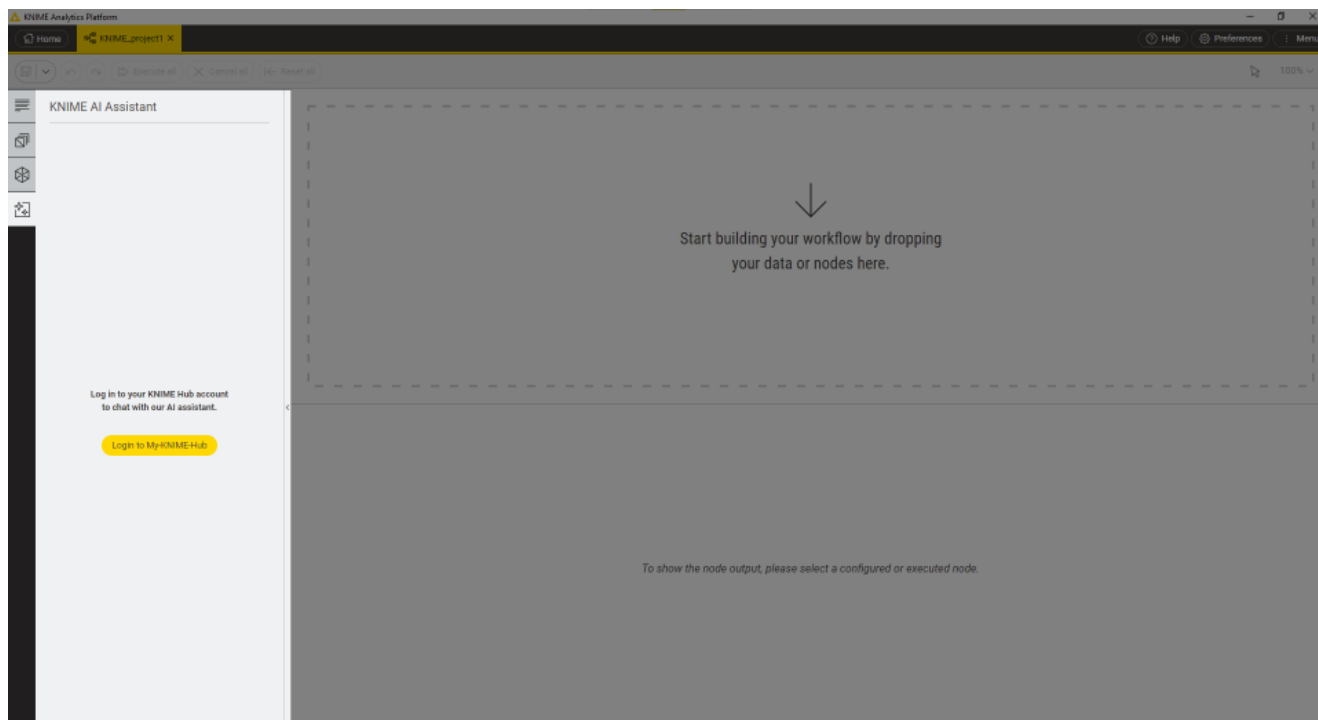 KNIME Analytics Platform
Home
KNIME_project1
Help
Preferences
Menu
Execute all
Cancel all
Reset all
100%
KNIME AI Assistant
Start building your workflow by dropping
your data or nodes here.
Log in to your KNIME Hub account
to chat with our AI assistant.
Login to My-KNIME-Hub
To show the node output, please select a configured or executed node.